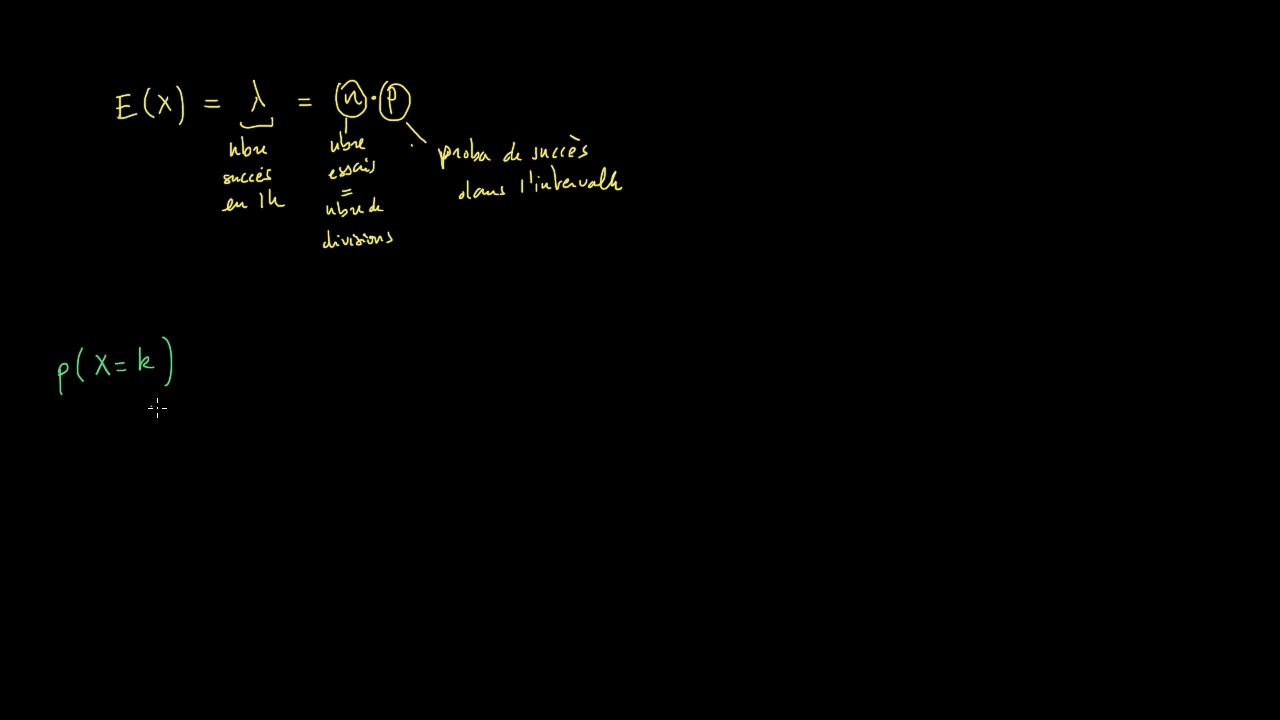 E(X) = λ = n · p
nbre
succès
en 1h
nbre
essais
=
nbre de
divisions
proba de succès
dans l'intervalle
p(X=k)